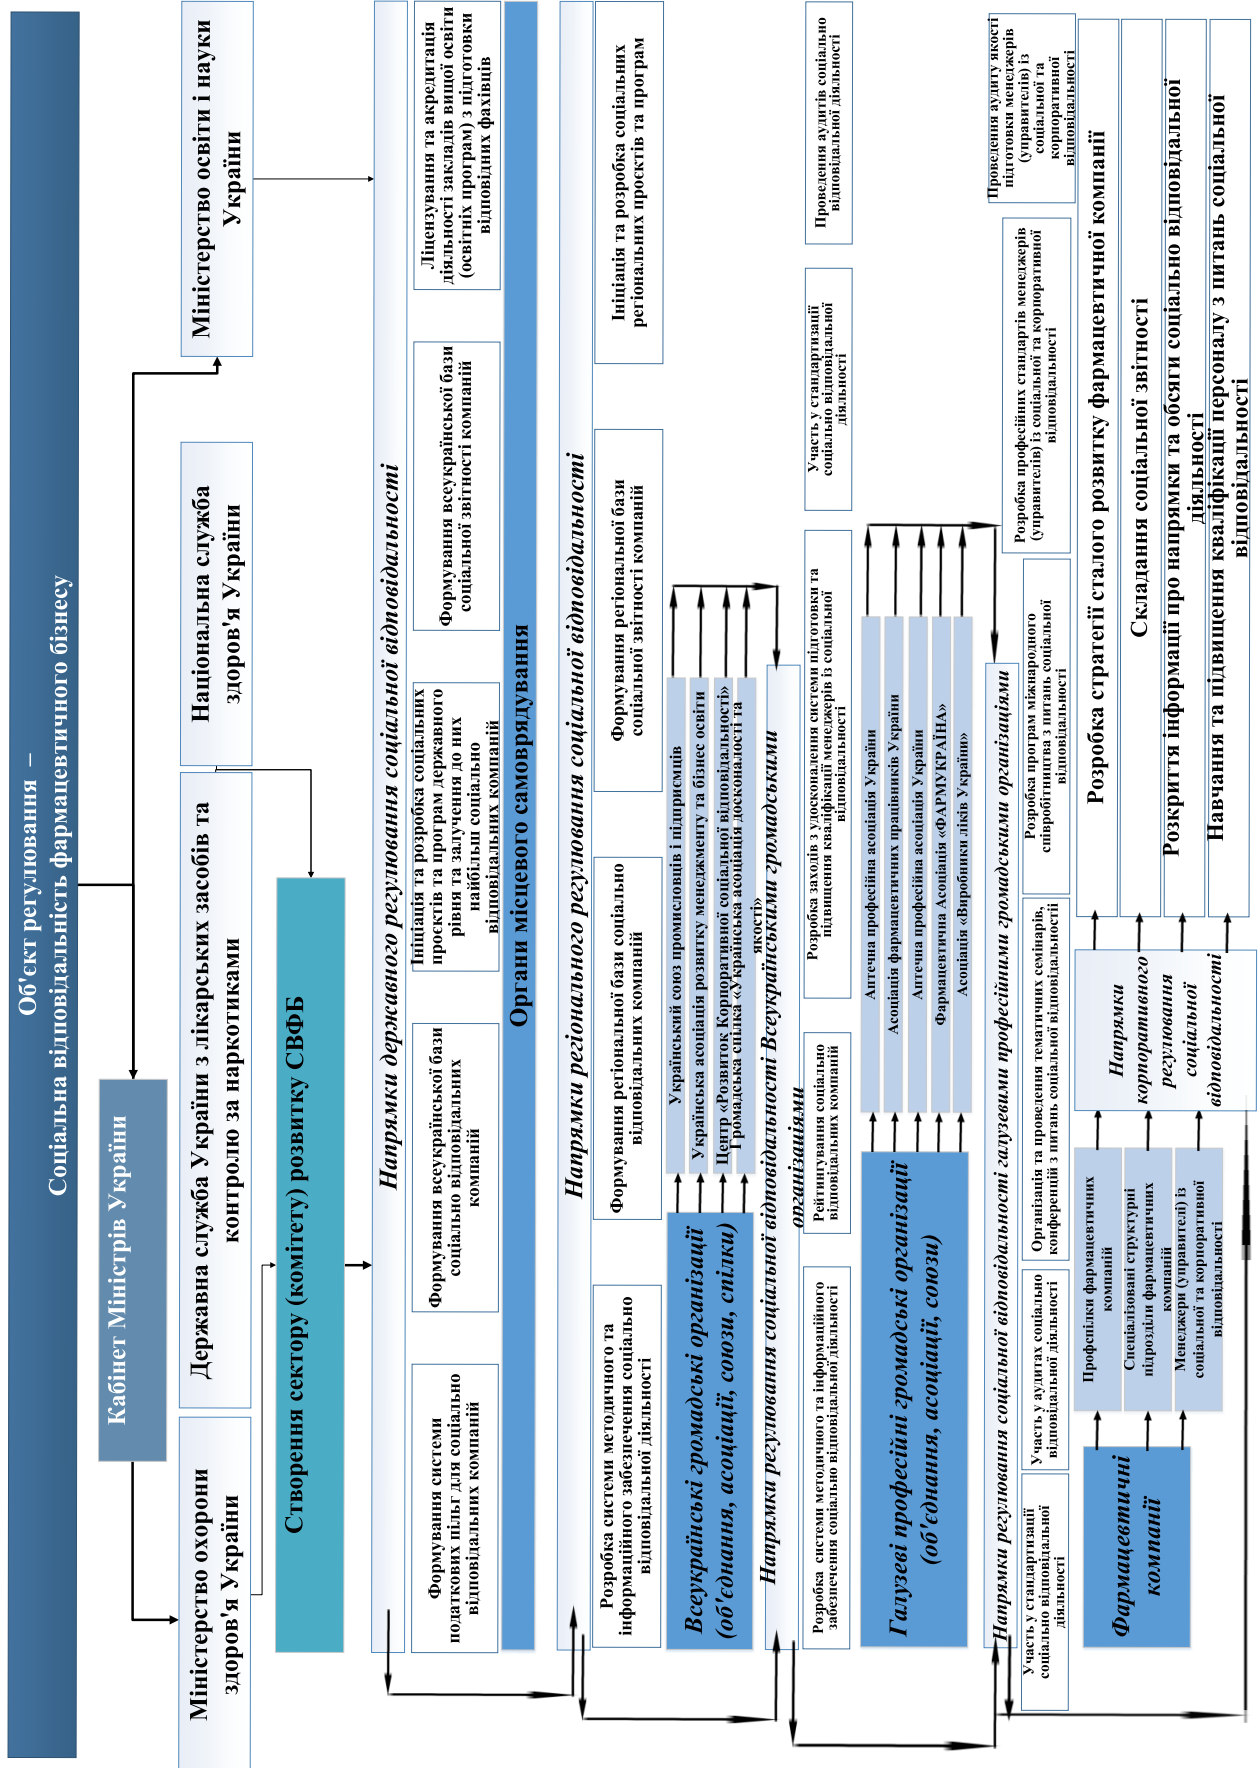 Об'єкт регулювання –
Соціальна відповідальність фармацевтичного бізнесу
Кабінет Міністрів України
Міністерство охорони
здоров'я України
Державна служба України з лікарських засобів та
контролю за наркотиками
Національна служба
здоров'я України
Міністерство освіти і науки
України
Створення сектору (комітету) розвитку СВФБ
Напрямки державного регулювання соціальної відповідальності
Формування системи
податкових пільг для соціально
відповідальних компаній
Формування всеукраїнської бази
соціально відповідальних
компаній
Ініціація та розробка соціальних
проєктів та програм державного
рівня та залучення до них
найбільш соціально
відповідальних компаній
Формування всеукраїнської бази
соціальної звітності компаній
Ліцензування та акредитація
діяльності закладів вищої освіти
(освітніх програм) з підготовки
відповідних фахівців
Органи місцевого самоврядування
Напрямки регіонального регулювання соціальної відповідальності
Розробка системи методичного та
інформаційного забезпечення соціально
відповідальної діяльності
Формування регіональної бази соціально
відповідальних компаній
Формування регіональної бази
соціальної звітності компаній
Ініціація та розробка соціальних
регіональних проєктів та програм
Всеукраїнські громадські організації
(об'єднання, асоціації, союзи, спілки)
Український союз промисловців і підприємців
Українська асоціація розвитку менеджменту та бізнес освіти
Центр «Розвиток Корпоративної соціальної відповідальності»
Громадська спілка «Українська асоціація досконалості та
якості»
Напрямки регулювання соціальної відповідальності Всеукраїнськими громадськими
організаціями
Розробка системи методичного та інформаційного
забезпечення соціально відповідальної діяльності
Рейтингування соціально
відповідальних компаній
Розробка заходів з удосконалення системи підготовки та
підвищення кваліфікації менеджерів із соціальної
відповідальності
Участь у стандартизації
соціально відповідальної
діяльності
Проведення аудитів соціально
відповідальної діяльності
Галузеві професійні громадські організації
(об'єднання, асоціації, союзи)
Аптечна професійна асоціація України
Асоціація фармацевтичних працівників України
Аптечна професійна асоціація України
Фармацевтична Асоціація «ФАРМУКРАЇНА»
Асоціація «Виробники ліків України»
Напрямки регулювання соціальної відповідальності галузевими професійними громадськими організаціями
Участь у стандартизації
соціально відповідальної
діяльності
Участь у аудитах соціально
відповідальної діяльності
Організація та проведення тематичних семінарів,
конференцій з питань соціальної відповідальності
Розробка програм міжнародного
співробітництва з питань соціальної
відповідальності
Розробка професійних стандартів менеджерів
(управителів) із соціальної та корпоративної
відповідальності
Проведення аудиту якості
підготовки менеджерів
(управителів) із
соціальної та
корпоративної
відповідальності
Фармацевтичні
компанії
Профспілки фармацевтичних
компаній
Спеціалізовані структурні
підрозділи фармацевтичних
компаній
Менеджери (управителі) із
соціальної та корпоративної
відповідальності
Напрямки
корпоративного
регулювання
соціальної
відповідальності
Розробка стратегії сталого розвитку фармацевтичної компанії
Складання соціальної звітності
Розкриття інформації про напрямки та обсяги соціально відповідальної
діяльності
Навчання та підвищення кваліфікації персоналу з питань соціальної
відповідальності